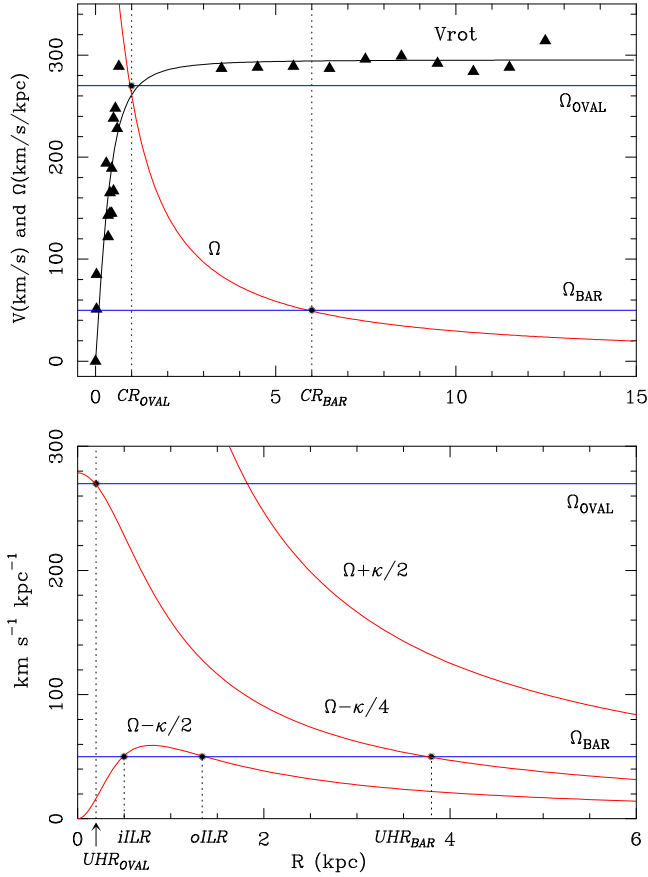 300
Vrot
Ω_OVAL
200
Ω
100
Ω_BAR
0
V(km/s) and Ω(km/s/kpc)
0 CR_OVAL 5 CR_BAR 10 15
300
Ω_OVAL
200
Ω+κ/2
100
Ω−κ/4
Ω−κ/2
Ω_BAR
0
km s⁻¹ kpc⁻¹
0 iILR oILR 2 UHR_BAR 4 6
UHR_OVAL
R (kpc)